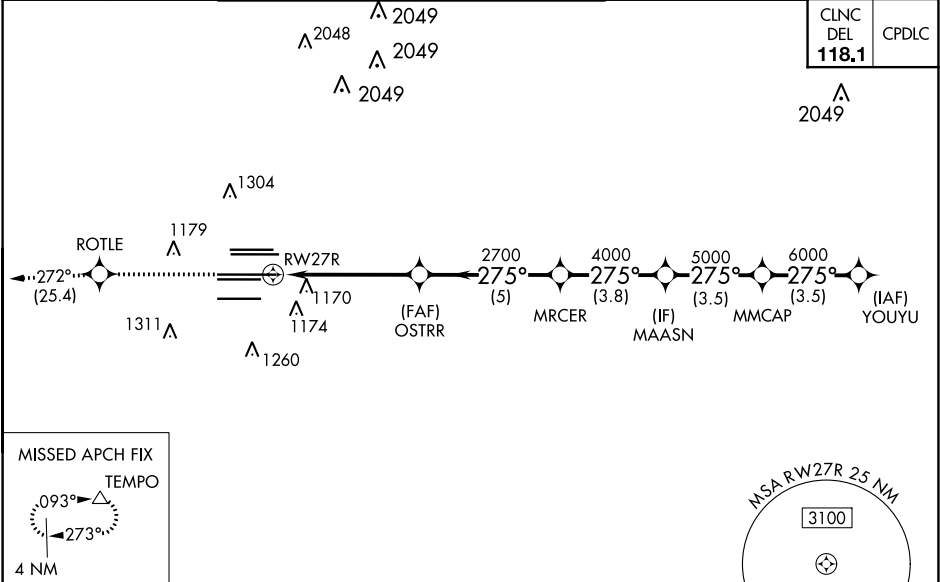 2049
2048
2049
2049
CLNC
DEL
118.1
CPDLC
2049
1304
1179
ROTLE
RW27R
272°
(25.4)
1170
1174
1311
1260
(FAF)
OSTRR
2700
275°
(5)
MRCER
4000
275°
(3.8)
(IF)
MAASN
5000
275°
(3.5)
MMCAP
6000
275°
(3.5)
(IAF)
YOUYU
MISSED APCH FIX
TEMPO
093°
273°
4 NM
MSA RW27R 25 NM
3100